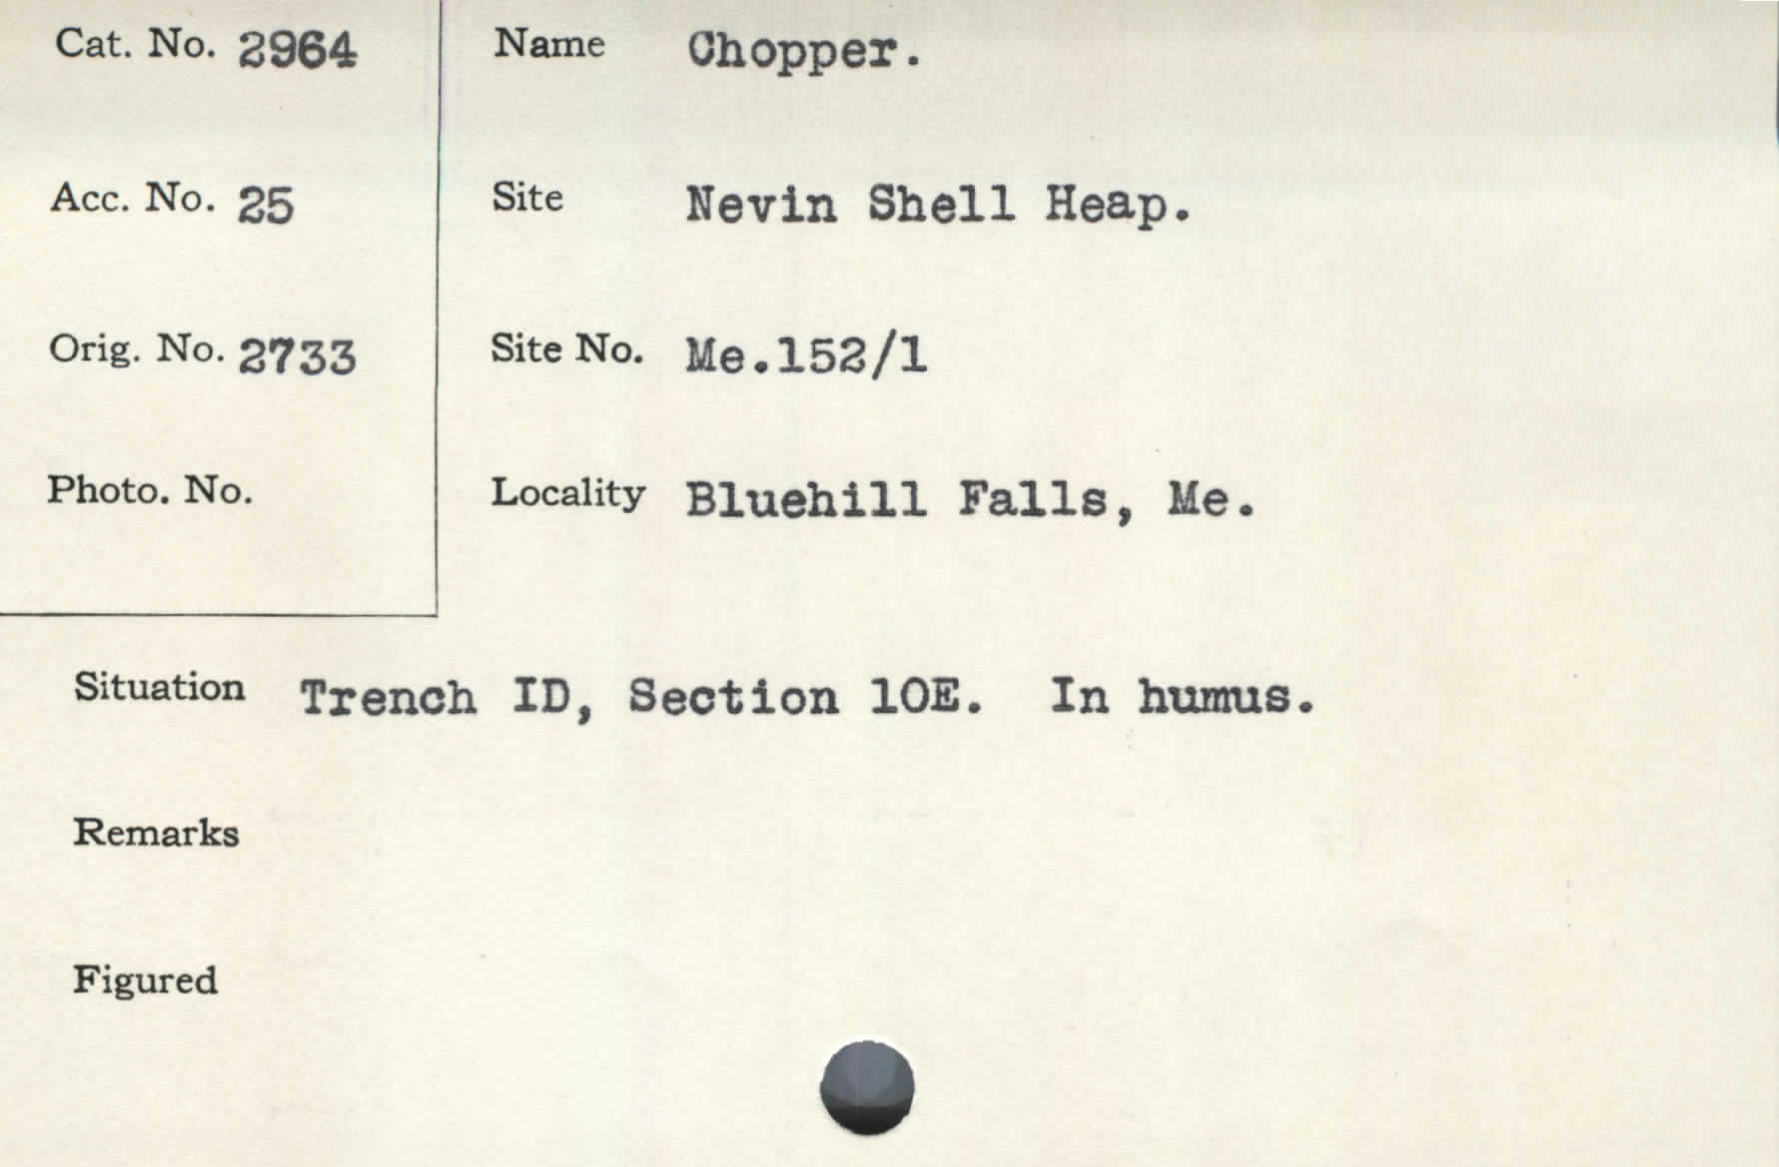 Cat. No. 2964
Name Chopper.
Acc. No. 25
Site Nevin Shell Heap.
Orig. No. 2733
Site No. Me.152/1
Photo. No.
Locality Bluehill Falls, Me.
Situation Trench ID, Section 10E. In humus.
Remarks
Figured